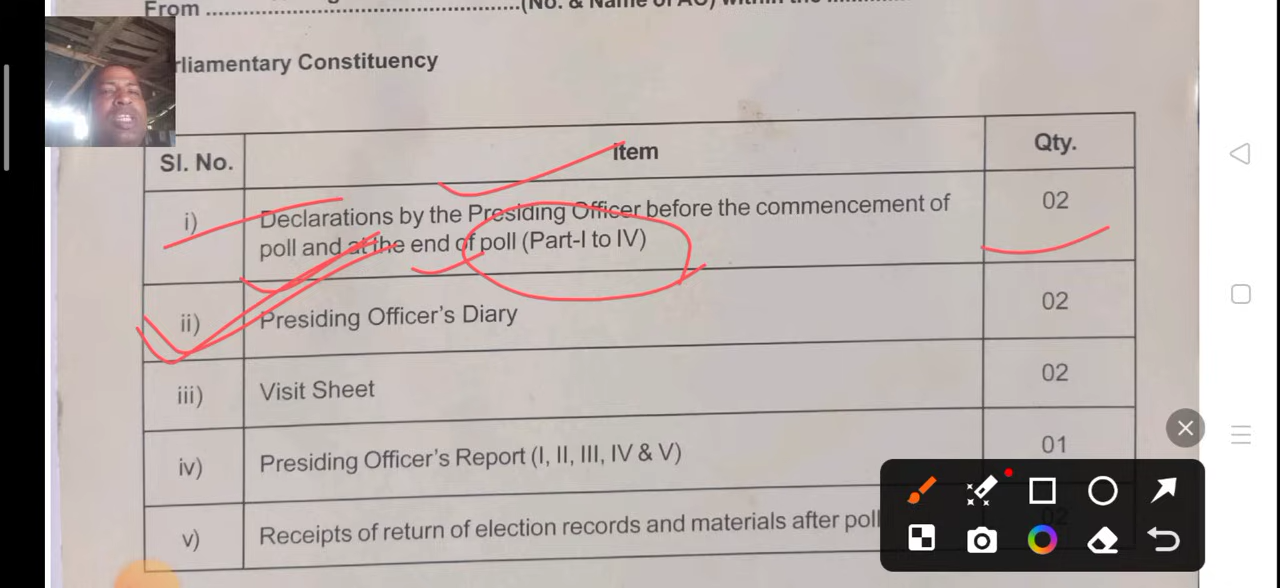 From ............................................(No. & Name of AC) within the ................
rliamentary Constituency
Sl. No.
Item
Qty.
i)
Declarations by the Presiding Officer before the commencement of
poll and at the end of poll (Part-I to IV)
02
ii)
Presiding Officer's Diary
02
iii)
Visit Sheet
02
iv)
Presiding Officer's Report (I, II, III, IV & V)
01
v)
Receipts of return of election records and materials after poll
02